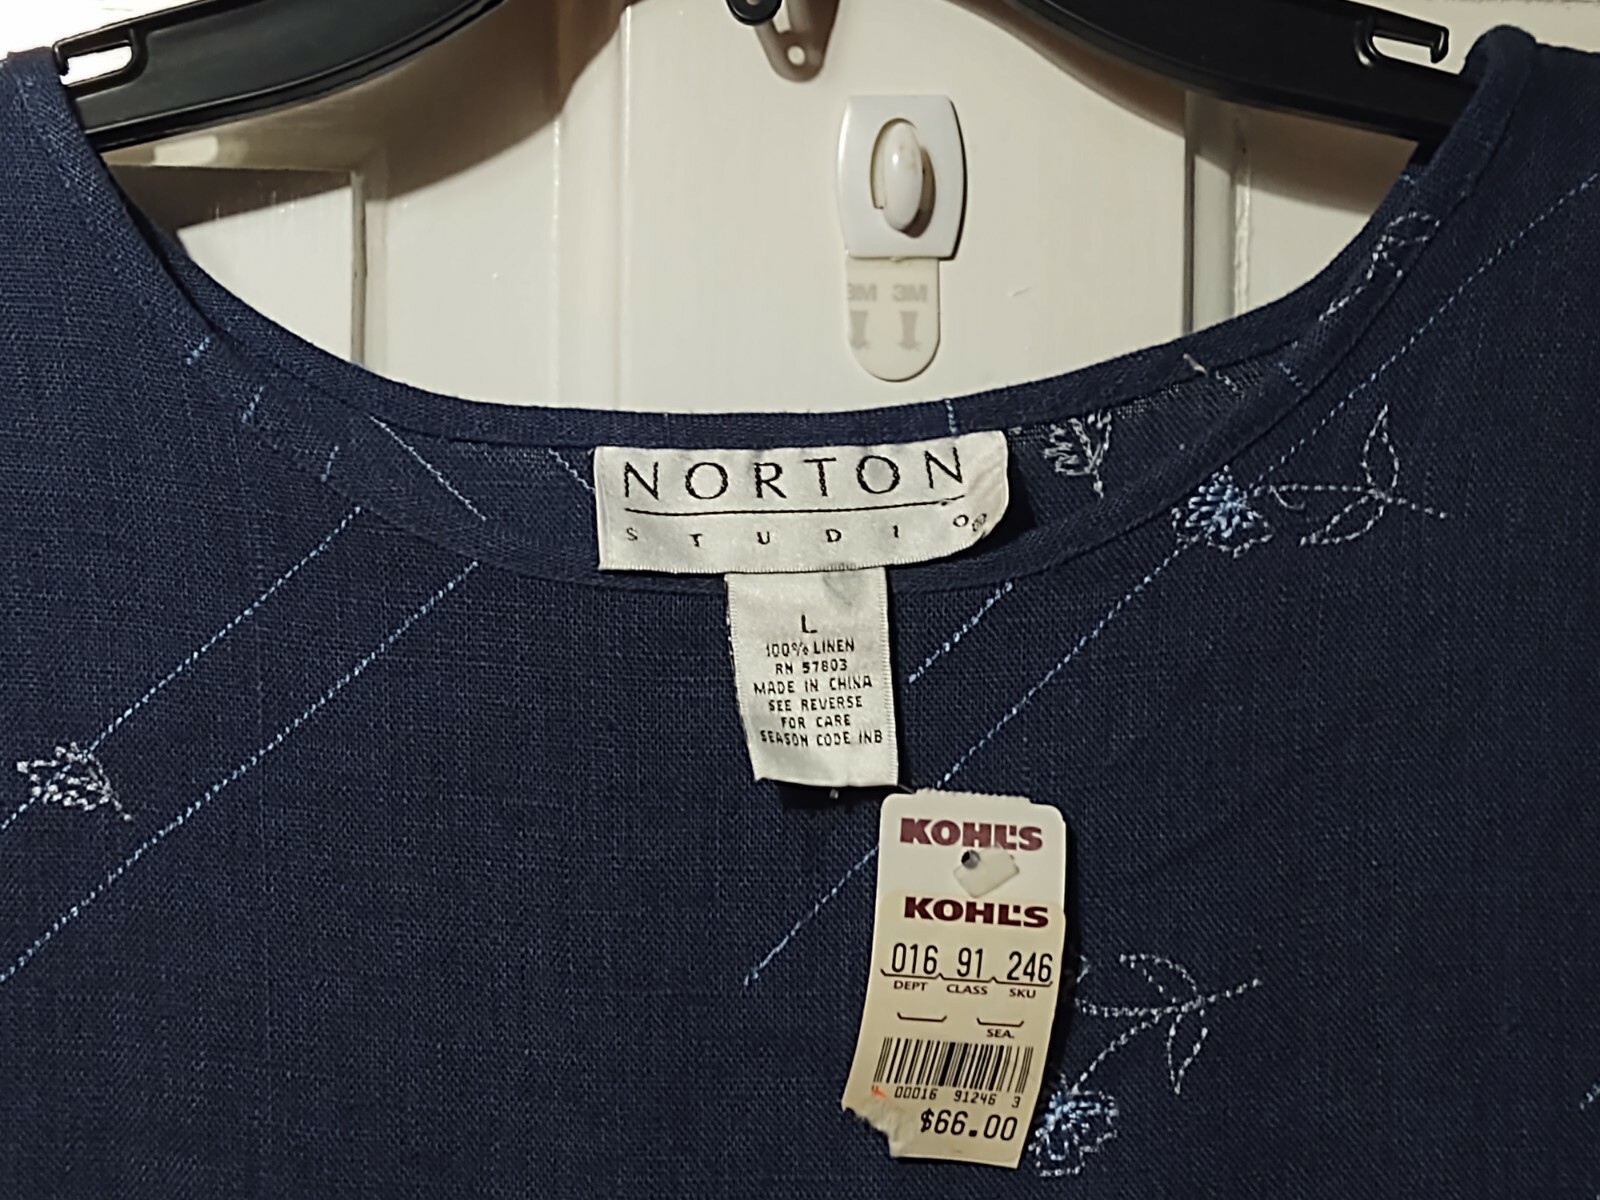 3M 3M
NORTON
STUDIO®
L
100% LINEN
RN 57803
MADE IN CHINA
SEE REVERSE
FOR CARE
SEASON CODE INB
KOHL'S
KOHL'S
016 91 246
DEPT CLASS SKU
SEA.
00016 91246 3
$66.00